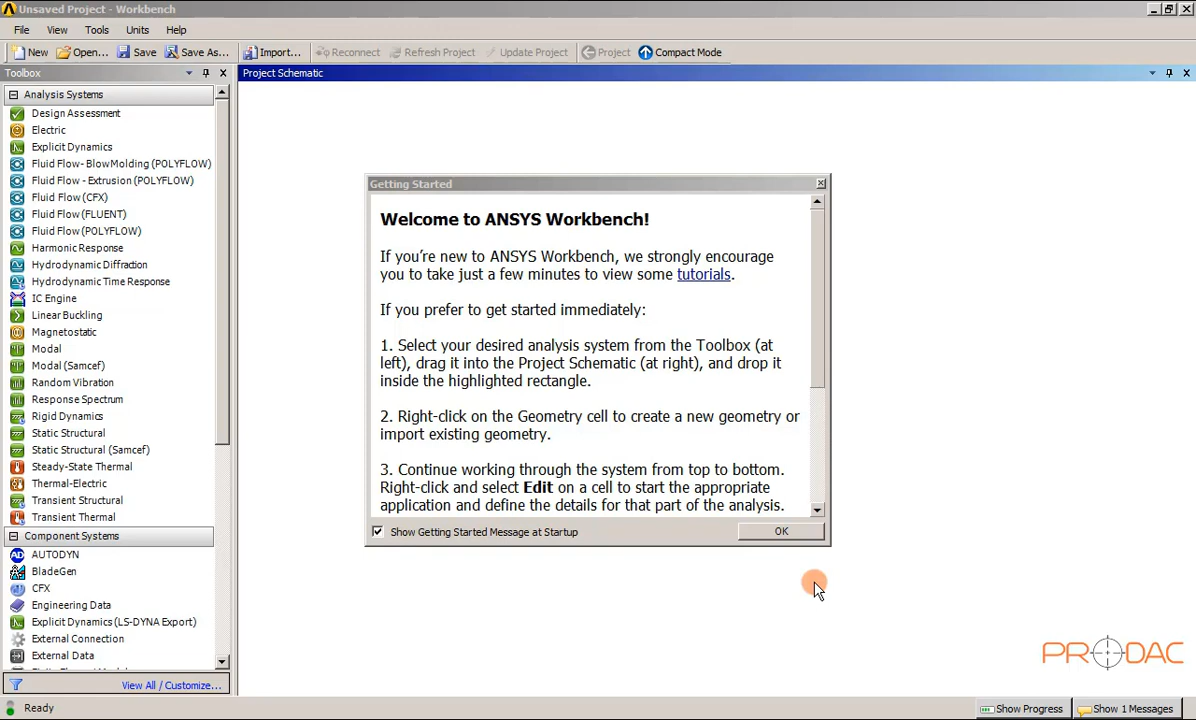 Unsaved Project - Workbench
File View Tools Units Help
New Open... Save Save As... Import... Reconnect Refresh Project Update Project Project Compact Mode
Toolbox
Project Schematic
Analysis Systems
Design Assessment
Electric
Explicit Dynamics
Fluid Flow- BlowMolding (POLYFLOW)
Fluid Flow - Extrusion (POLYFLOW)
Fluid Flow (CFX)
Fluid Flow (FLUENT)
Fluid Flow (POLYFLOW)
Harmonic Response
Hydrodynamic Diffraction
Hydrodynamic Time Response
IC Engine
Linear Buckling
Magnetostatic
Modal
Modal (Samcef)
Random Vibration
Response Spectrum
Rigid Dynamics
Static Structural
Static Structural (Samcef)
Steady-State Thermal
Thermal-Electric
Transient Structural
Transient Thermal
Component Systems
AUTODYN
BladeGen
CFX
Engineering Data
Explicit Dynamics (LS-DYNA Export)
External Connection
External Data
View All / Customize...
Getting Started
Welcome to ANSYS Workbench!
If you're new to ANSYS Workbench, we strongly encourage
you to take just a few minutes to view some tutorials.
If you prefer to get started immediately:
1. Select your desired analysis system from the Toolbox (at
left), drag it into the Project Schematic (at right), and drop it
inside the highlighted rectangle.
2. Right-click on the Geometry cell to create a new geometry or
import existing geometry.
3. Continue working through the system from top to bottom.
Right-click and select Edit on a cell to start the appropriate
application and define the details for that part of the analysis.
Show Getting Started Message at Startup
OK
PRODAC
Ready
Show Progress
Show 1 Messages